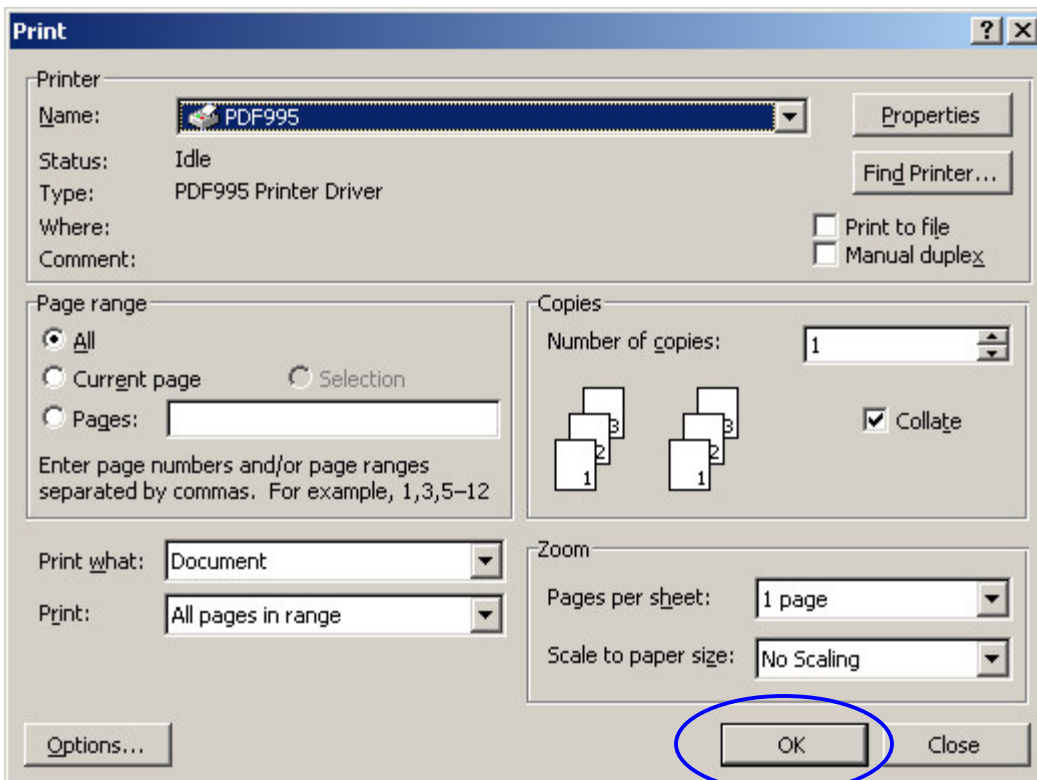 Print
Printer
Name:
PDF995
Properties
Status:
Idle
Find Printer...
Type:
PDF995 Printer Driver
Where:
Print to file
Comment:
Manual duplex
Page range
All
Current page
Selection
Pages:
Enter page numbers and/or page ranges
separated by commas. For example, 1,3,5–12
Copies
Number of copies:
1
3
2
1
3
2
1
Collate
Print what:
Document
Print:
All pages in range
Zoom
Pages per sheet:
1 page
Scale to paper size:
No Scaling
Options...
OK
Close